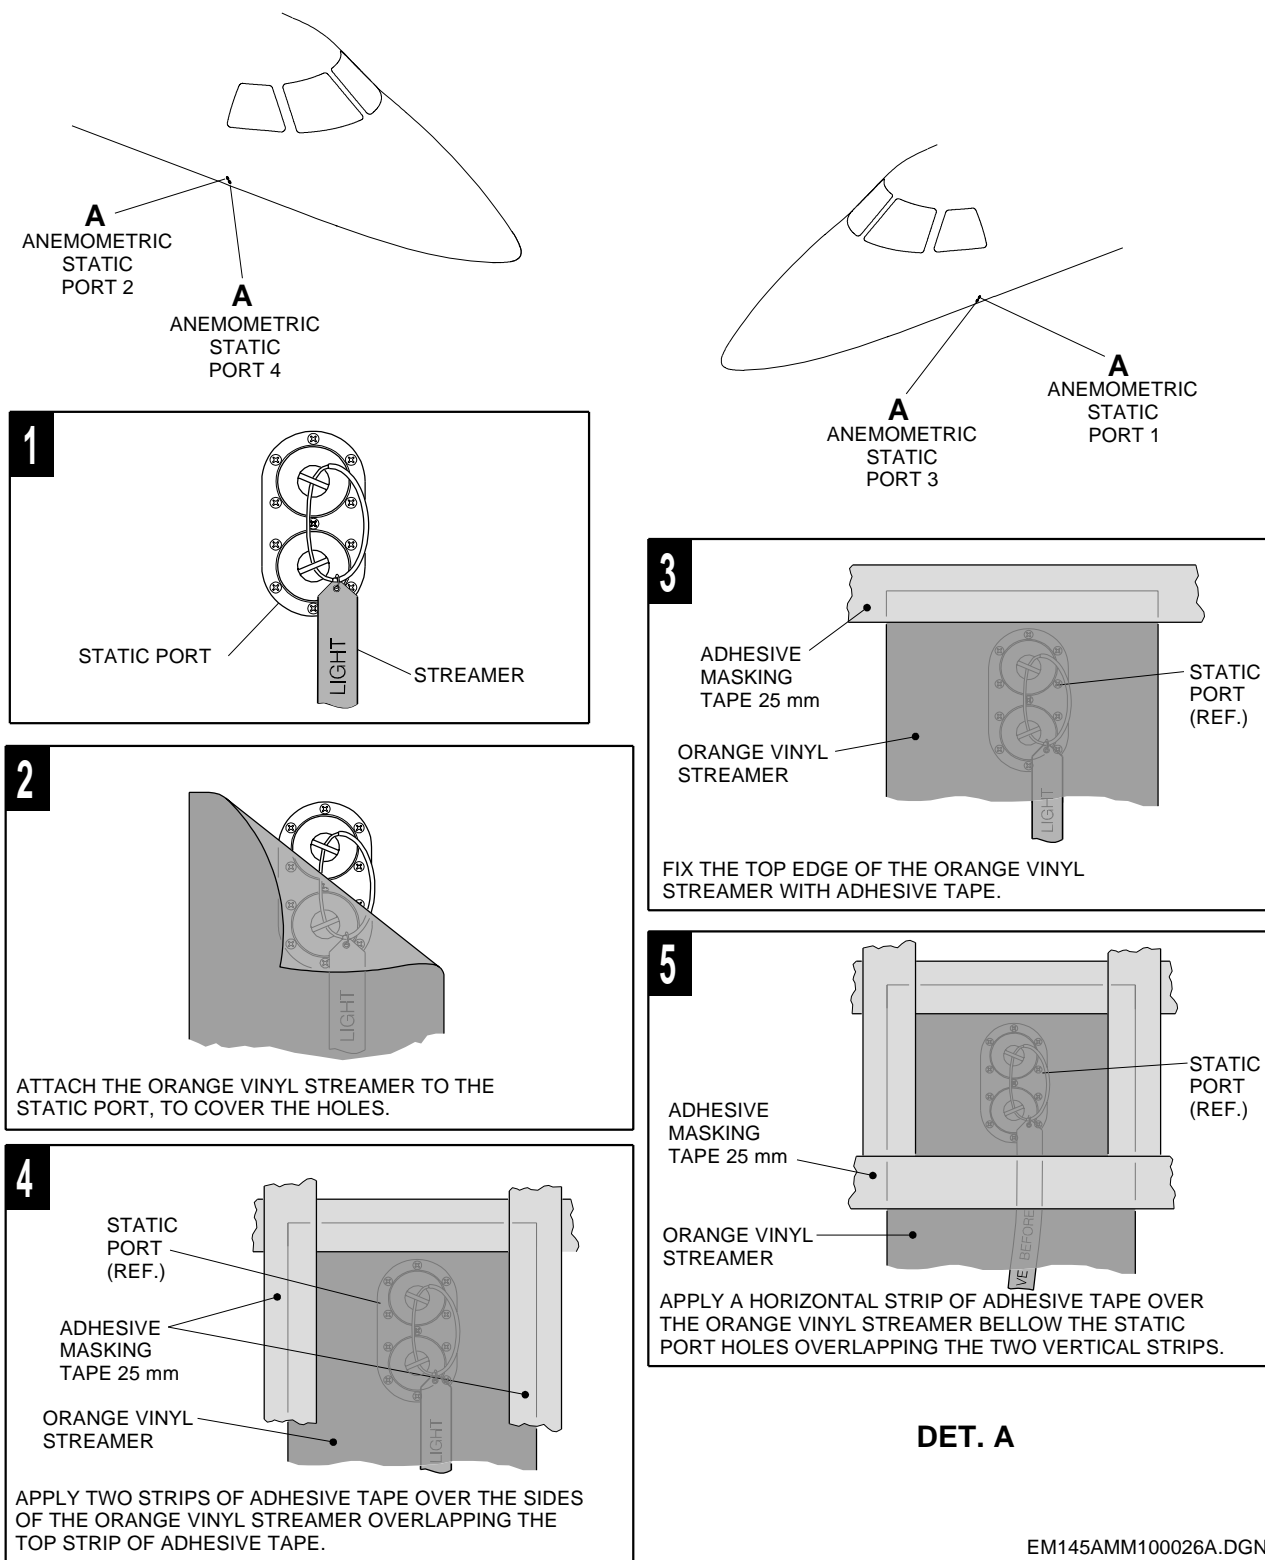 A
ANEMOMETRIC
STATIC
PORT 2
A
ANEMOMETRIC
STATIC
PORT 4
A
ANEMOMETRIC
STATIC
PORT 1
A
ANEMOMETRIC
STATIC
PORT 3
1
STATIC PORT
LIGHT
STREAMER
2
LIGHT
ATTACH THE ORANGE VINYL STREAMER TO THE
STATIC PORT, TO COVER THE HOLES.
3
ADHESIVE
MASKING
TAPE 25 mm
STATIC
PORT
(REF.)
ORANGE VINYL
STREAMER
LIGHT
FIX THE TOP EDGE OF THE ORANGE VINYL
STREAMER WITH ADHESIVE TAPE.
4
STATIC
PORT
(REF.)
ADHESIVE
MASKING
TAPE 25 mm
ORANGE VINYL
STREAMER
LIGHT
APPLY TWO STRIPS OF ADHESIVE TAPE OVER THE SIDES
OF THE ORANGE VINYL STREAMER OVERLAPPING THE
TOP STRIP OF ADHESIVE TAPE.
5
STATIC
PORT
(REF.)
ADHESIVE
MASKING
TAPE 25 mm
ORANGE VINYL
STREAMER
VE BEFORE
APPLY A HORIZONTAL STRIP OF ADHESIVE TAPE OVER
THE ORANGE VINYL STREAMER BELLOW THE STATIC
PORT HOLES OVERLAPPING THE TWO VERTICAL STRIPS.
DET. A
EM145AMM100026A.DGN